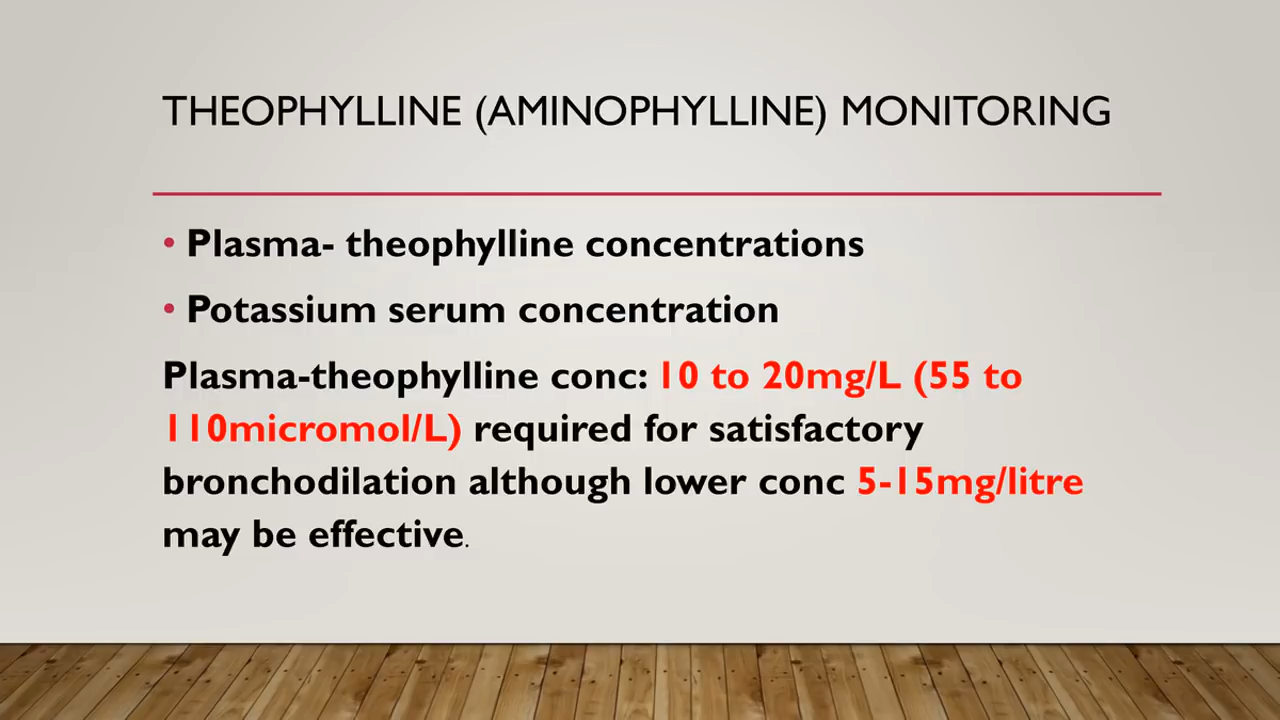 THEOPHYLLINE (AMINOPHYLLINE) MONITORING
• Plasma- theophylline concentrations
• Potassium serum concentration
Plasma-theophylline conc: 10 to 20mg/L (55 to
110micromol/L) required for satisfactory
bronchodilation although lower conc 5-15mg/litre
may be effective.